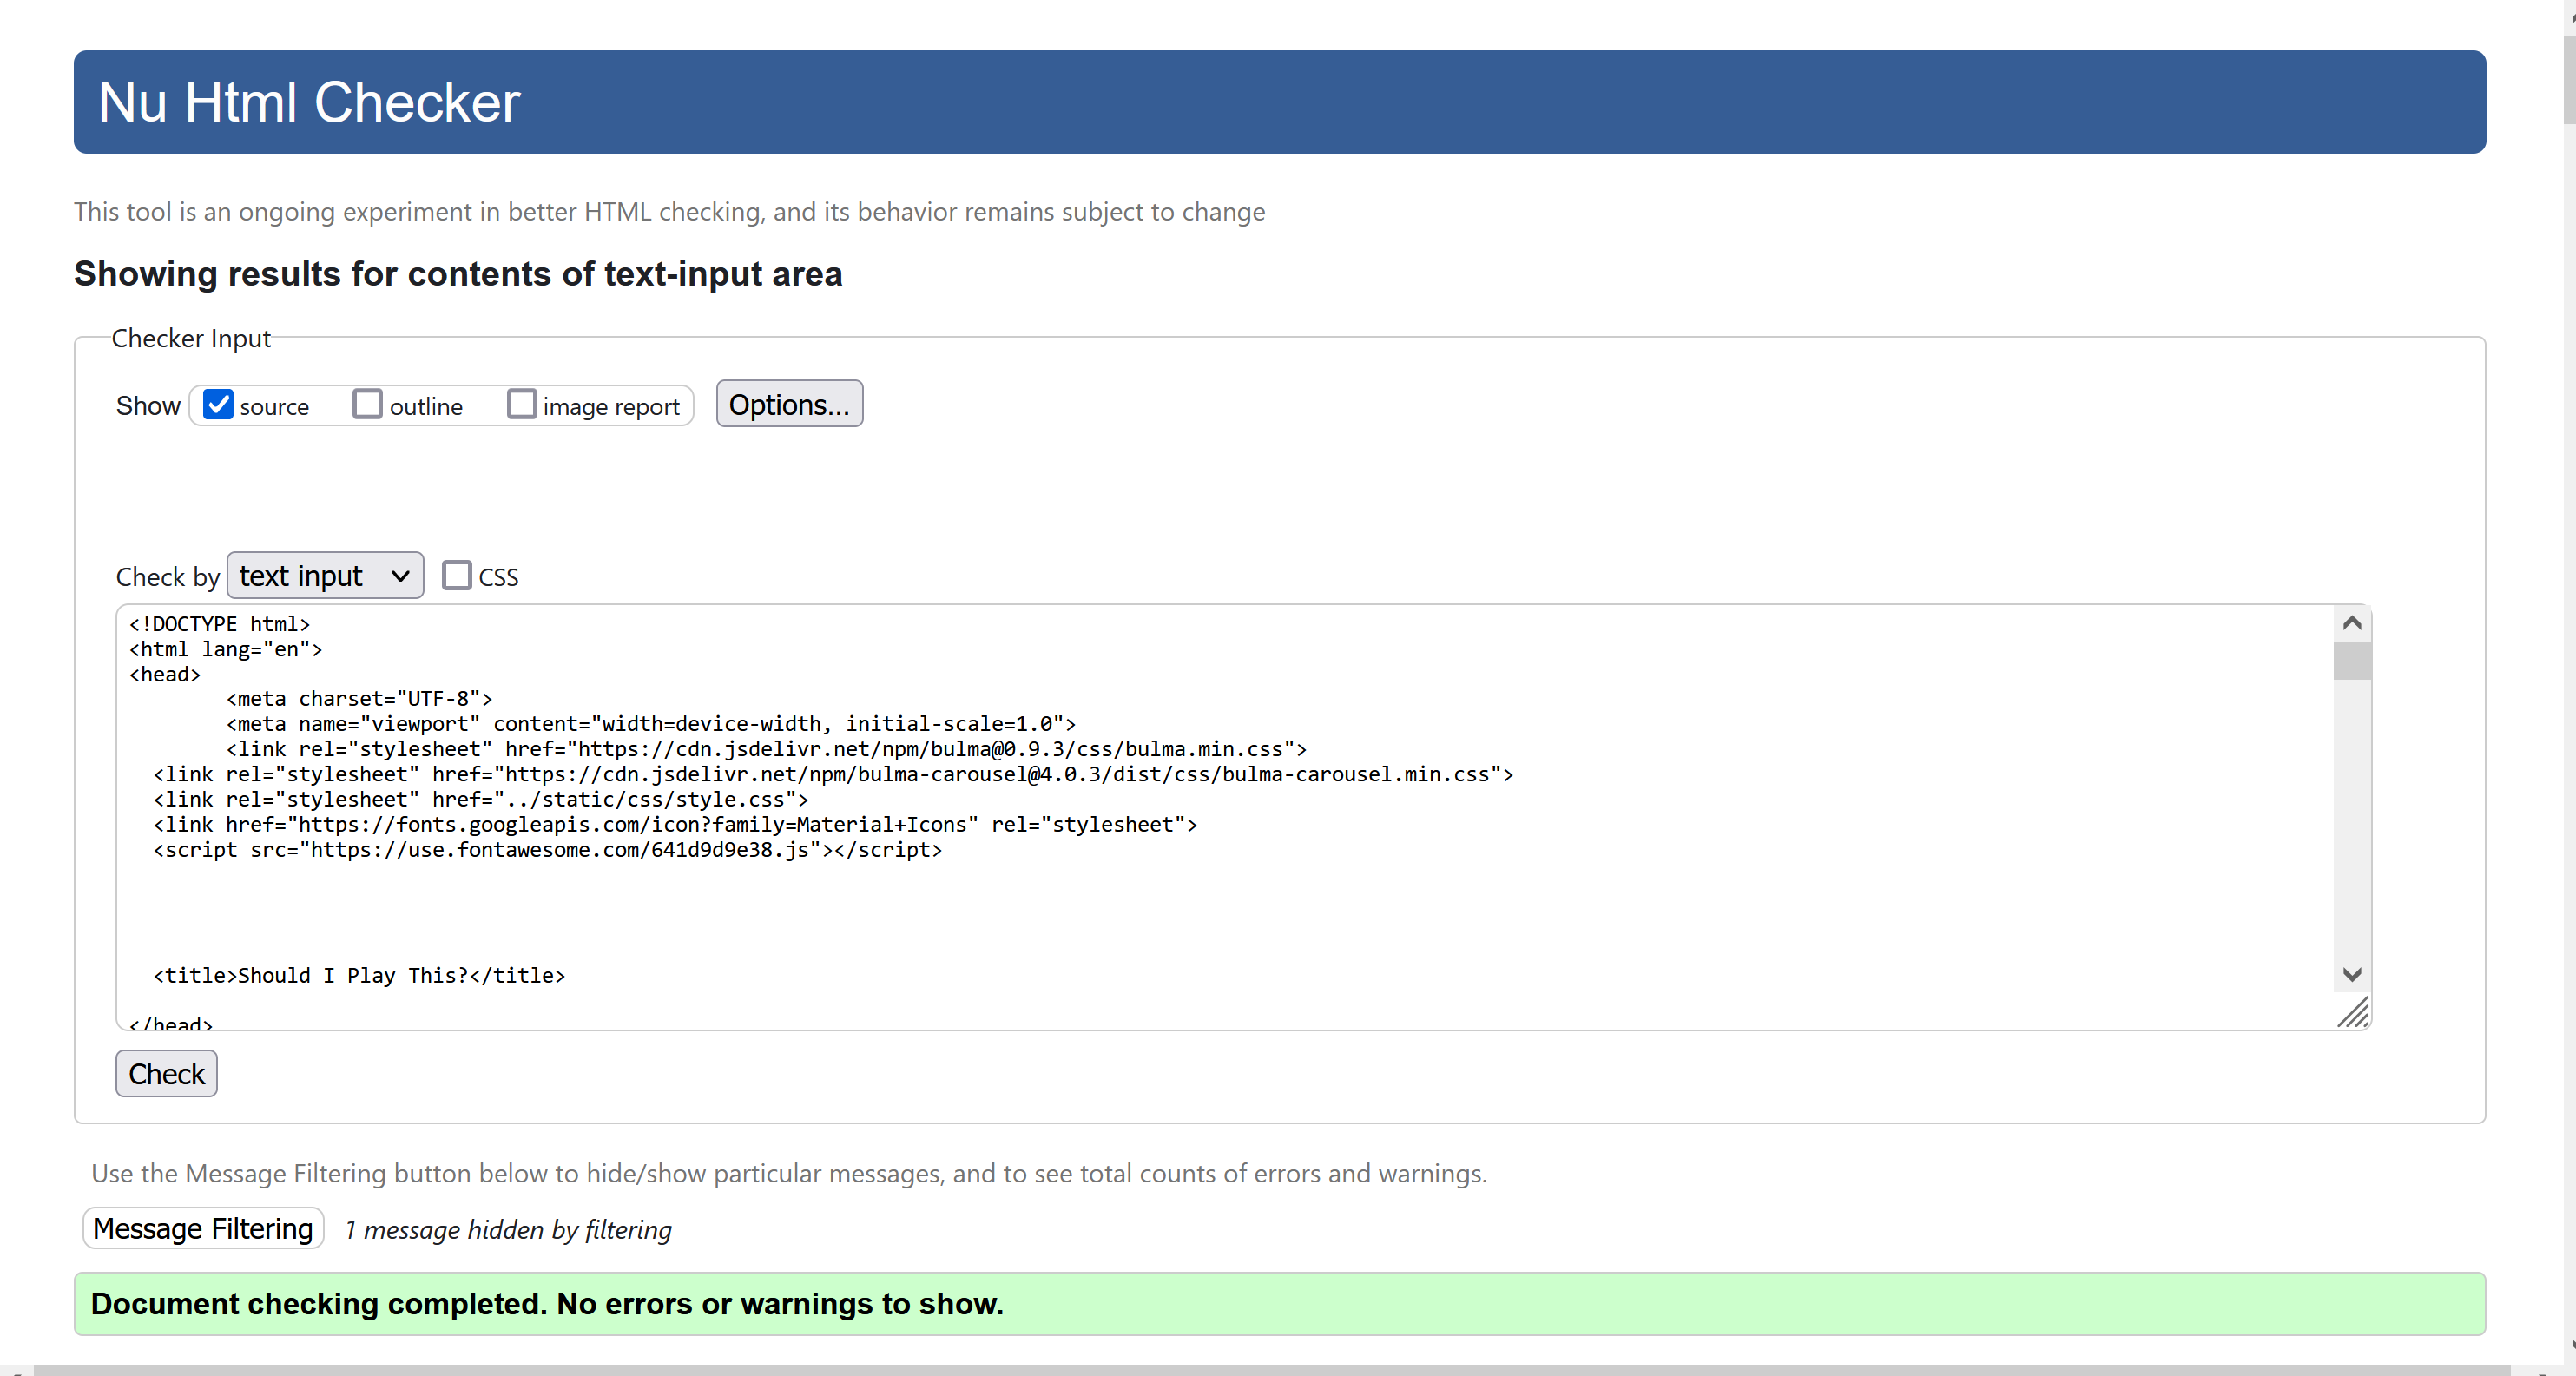 Nu Html Checker
This tool is an ongoing experiment in better HTML checking, and its behavior remains subject to change
Showing results for contents of text-input area
Checker Input
Show source outline image report Options...
Check by text input CSS
<!DOCTYPE html>
<html lang="en">
<head>
<meta charset="UTF-8">
<meta name="viewport" content="width=device-width, initial-scale=1.0">
<link rel="stylesheet" href="https://cdn.jsdelivr.net/npm/bulma@0.9.3/css/bulma.min.css">
<link rel="stylesheet" href="https://cdn.jsdelivr.net/npm/bulma-carousel@4.0.3/dist/css/bulma-carousel.min.css">
<link rel="stylesheet" href="../static/css/style.css">
<link href="https://fonts.googleapis.com/icon?family=Material+Icons" rel="stylesheet">
<script src="https://use.fontawesome.com/641d9d9e38.js"></script>
<title>Should I Play This?</title>
</head>
Check
Use the Message Filtering button below to hide/show particular messages, and to see total counts of errors and warnings.
Message Filtering 1 message hidden by filtering
Document checking completed. No errors or warnings to show.